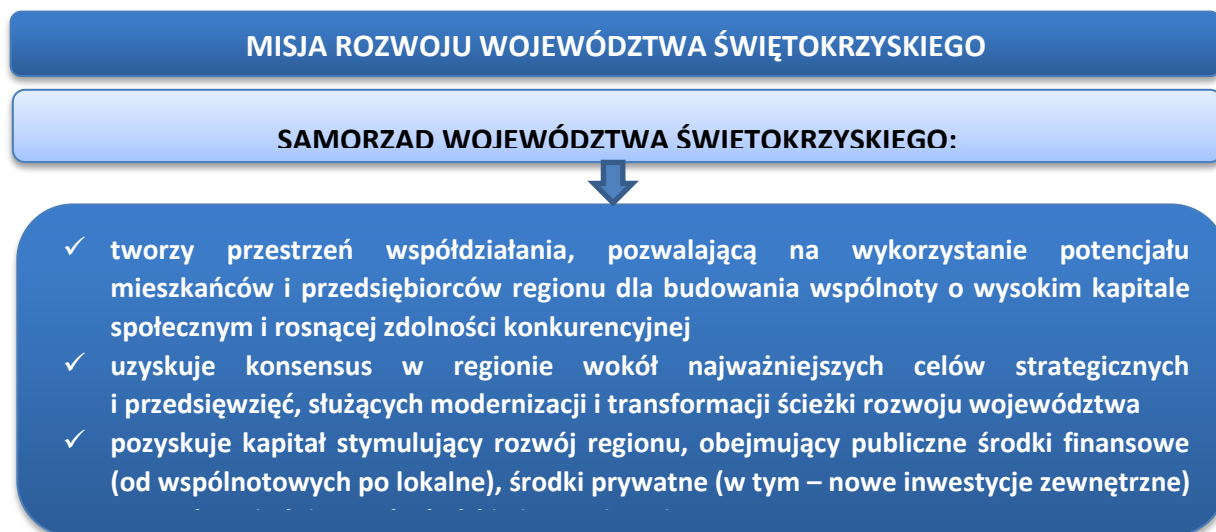 MISJA ROZWOJU WOJEWÓDZTWA ŚWIĘTOKRZYSKIEGO
SAMORZĄD WOJEWÓDZTWA ŚWIĘTOKRZYSKIEGO:
✓ tworzy przestrzeń współdziałania, pozwalającą na wykorzystanie potencjału
mieszkańców i przedsiębiorców regionu dla budowania wspólnoty o wysokim kapitale
społecznym i rosnącej zdolności konkurencyjnej
✓ uzyskuje konsensus w regionie wokół najważniejszych celów strategicznych
i przedsięwzięć, służących modernizacji i transformacji ścieżki rozwoju województwa
✓ pozyskuje kapitał stymulujący rozwój regionu, obejmujący publiczne środki finansowe
(od wspólnotowych po lokalne), środki prywatne (w tym – nowe inwestycje zewnętrzne)